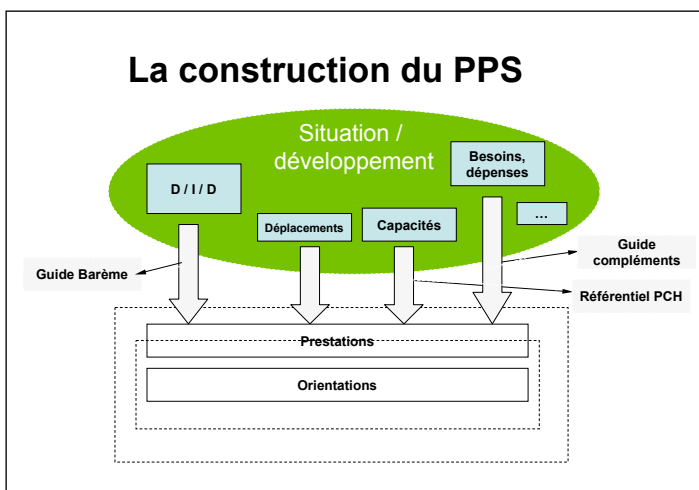 La construction du PPS
Situation /
développement
Besoins,
dépenses
D / I / D
...
Déplacements
Capacités
Guide
compléments
Guide Barème
Référentiel PCH
Prestations
Orientations